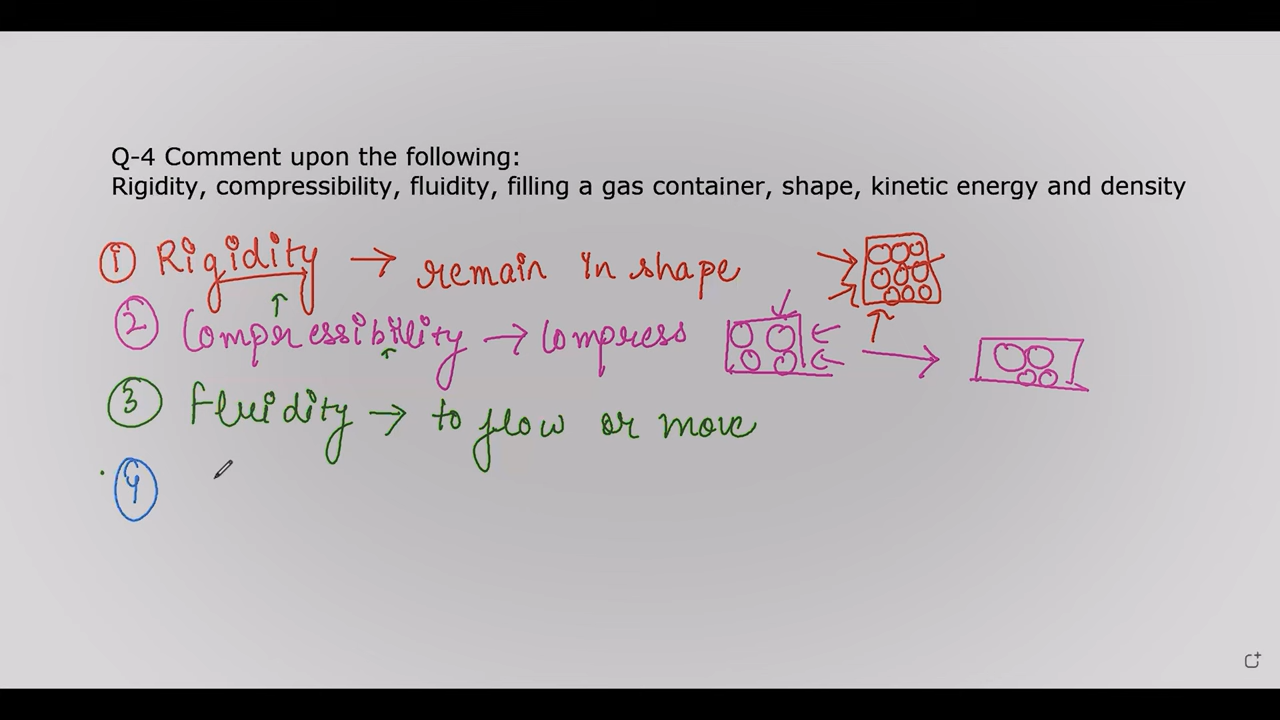 Q-4 Comment upon the following:
Rigidity, compressibility, fluidity, filling a gas container, shape, kinetic energy and density
① Rigidity → remain in shape
② Compressibility → Compress
③ fluidity → to flow or move
④